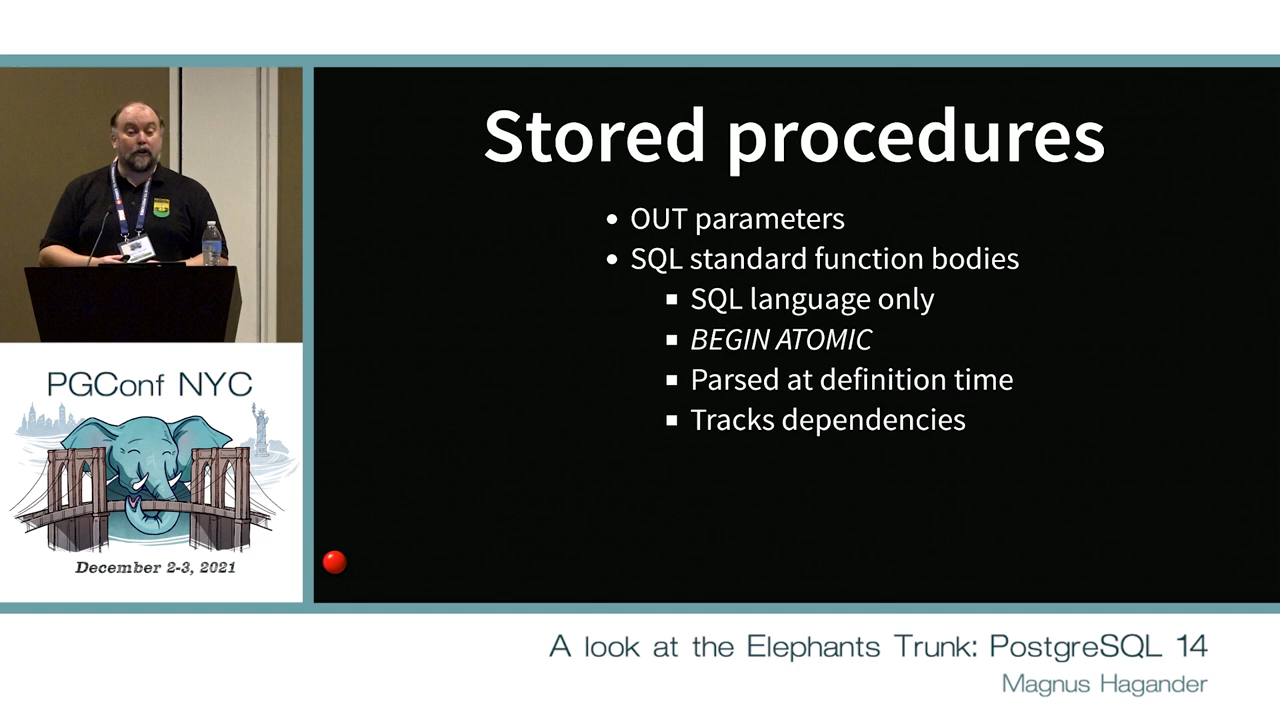 Stored procedures
OUT parameters
SQL standard function bodies
SQL language only
BEGIN ATOMIC
Parsed at definition time
Tracks dependencies
PGConf NYC
December 2-3, 2021
A look at the Elephants Trunk: PostgreSQL 14
Magnus Hagander